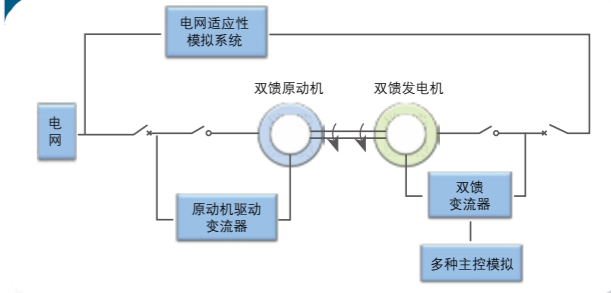 电网适应性
模拟系统
双馈原动机
双馈发电机
电
网
原动机驱动
变流器
双馈
变流器
多种主控模拟